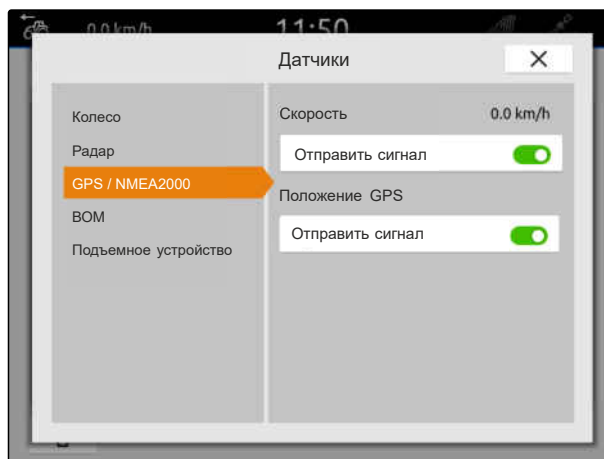 0.0 km/h 11:50
Датчики
Колесо
Радар
GPS / NMEA2000
ВОМ
Подъемное устройство
Скорость 0.0 km/h
Отправить сигнал
Положение GPS
Отправить сигнал